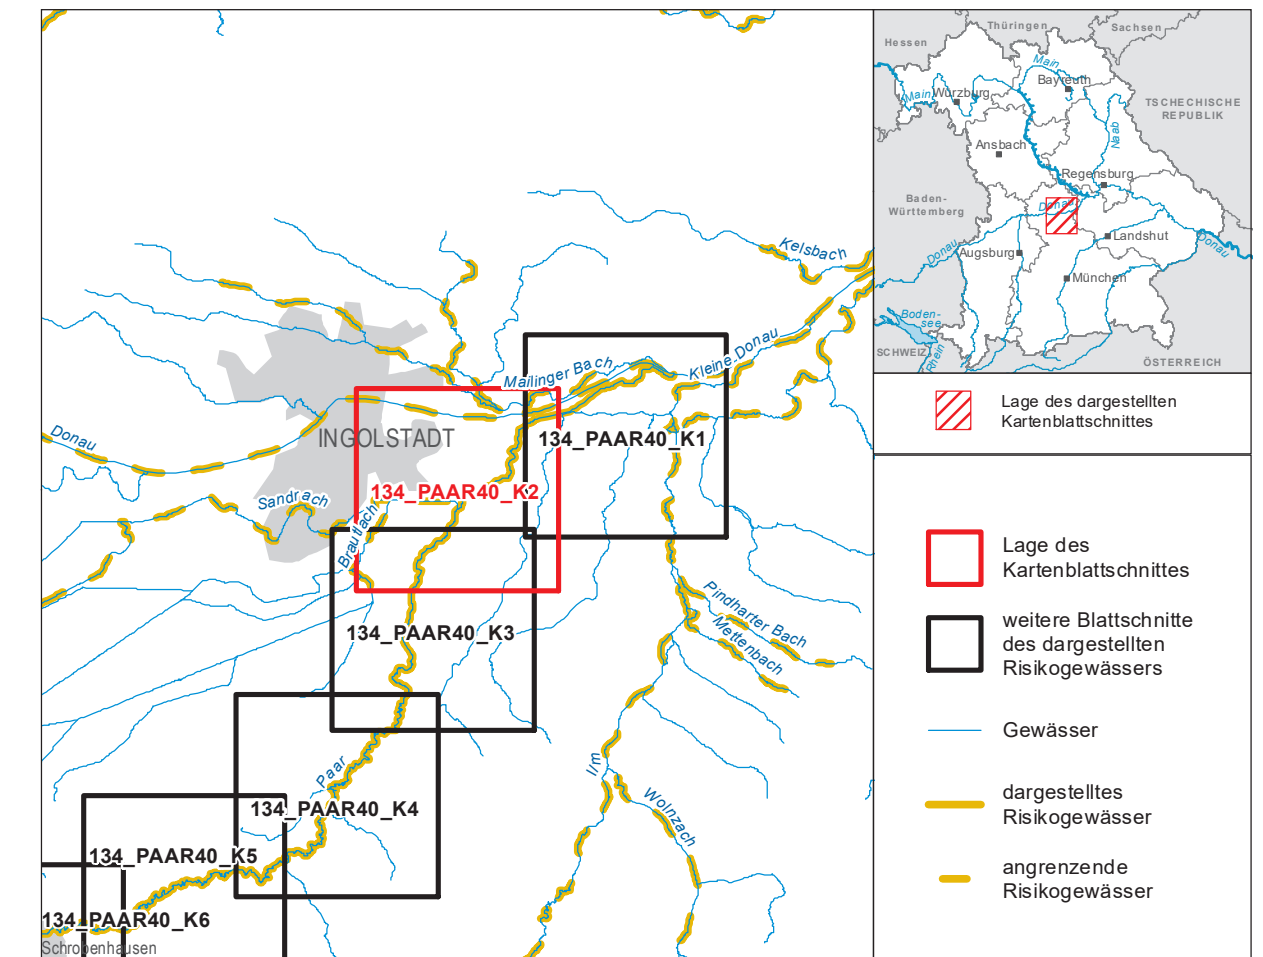 Kelsbach
Mailinger Bach
Kleine Donau
Donau
INGOLSTADT
134_PAAR40_K1
134_PAAR40_K2
Sandrach
Brautlach
134_PAAR40_K3
Pindharter Bach
Mettenbach
Paar
Ilm
Wolnzach
134_PAAR40_K4
134_PAAR40_K5
134_PAAR40_K6
Schrobenhausen
Thüringen
Sachsen
Hessen
Main
Bayreuth
Main
Würzburg
TSCHECHISCHE
REPUBLIK
Naab
Ansbach
Regensburg
Baden-
Württemberg
Donau
Landshut
Donau
Donau
Augsburg
München
Boden-
see
SCHWEIZ
Rhein
ÖSTERREICH
Lage des dargestellten
Kartenblattschnittes
Lage des
Kartenblattschnittes
weitere Blattschnitte
des dargestellten
Risikogewässers
Gewässer
dargestelltes
Risikogewässer
angrenzende
Risikogewässer